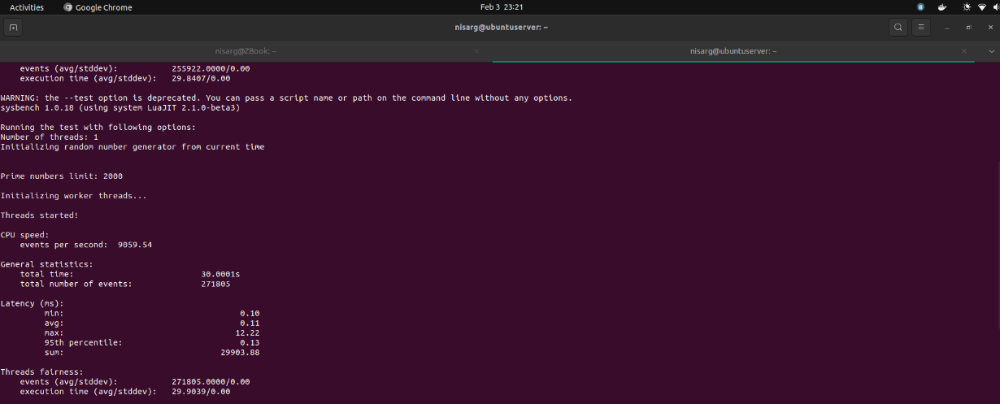 Activities Google Chrome Feb 3 23:21
nisarg@ubuntuserver: ~
nisarg@ZBook: ~ nisarg@ubuntuserver: ~
events (avg/stddev): 255922.0000/0.00
execution time (avg/stddev): 29.8407/0.00
WARNING: the --test option is deprecated. You can pass a script name or path on the command line without any options.
sysbench 1.0.18 (using system LuaJIT 2.1.0-beta3)
Running the test with following options:
Number of threads: 1
Initializing random number generator from current time
Prime numbers limit: 2000
Initializing worker threads...
Threads started!
CPU speed:
events per second: 9059.54
General statistics:
total time: 30.0001s
total number of events: 271805
Latency (ms):
min: 0.10
avg: 0.11
max: 12.22
95th percentile: 0.13
sum: 29903.88
Threads fairness:
events (avg/stddev): 271805.0000/0.00
execution time (avg/stddev): 29.9039/0.00